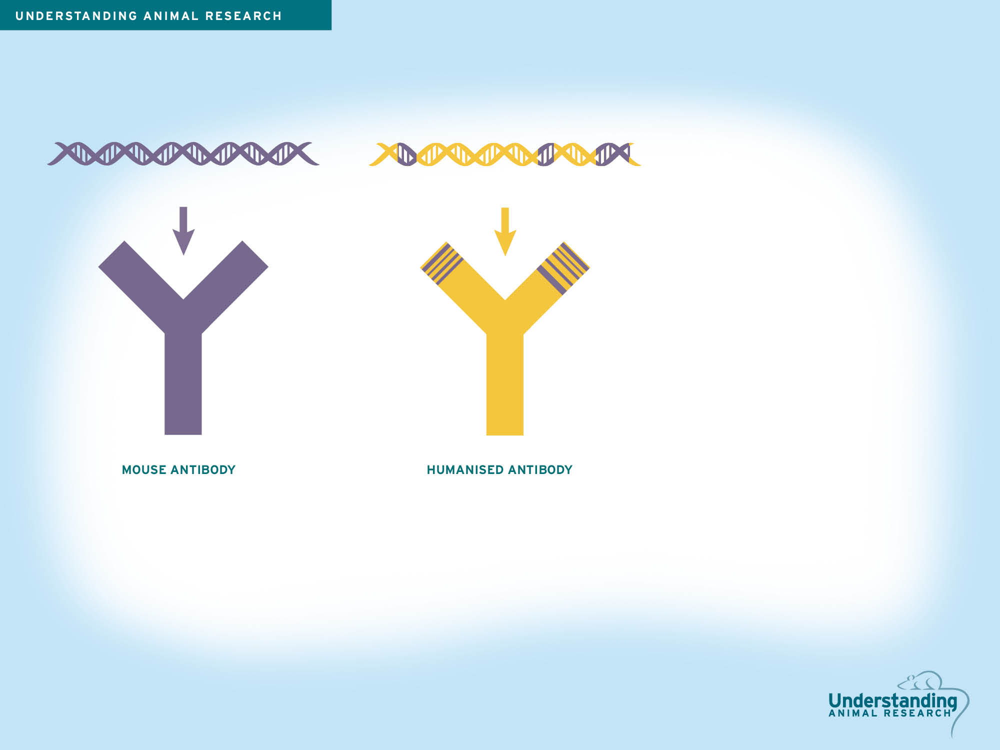 UNDERSTANDING ANIMAL RESEARCH
MOUSE ANTIBODY
HUMANISED ANTIBODY
Understanding
ANIMAL RESEARCH